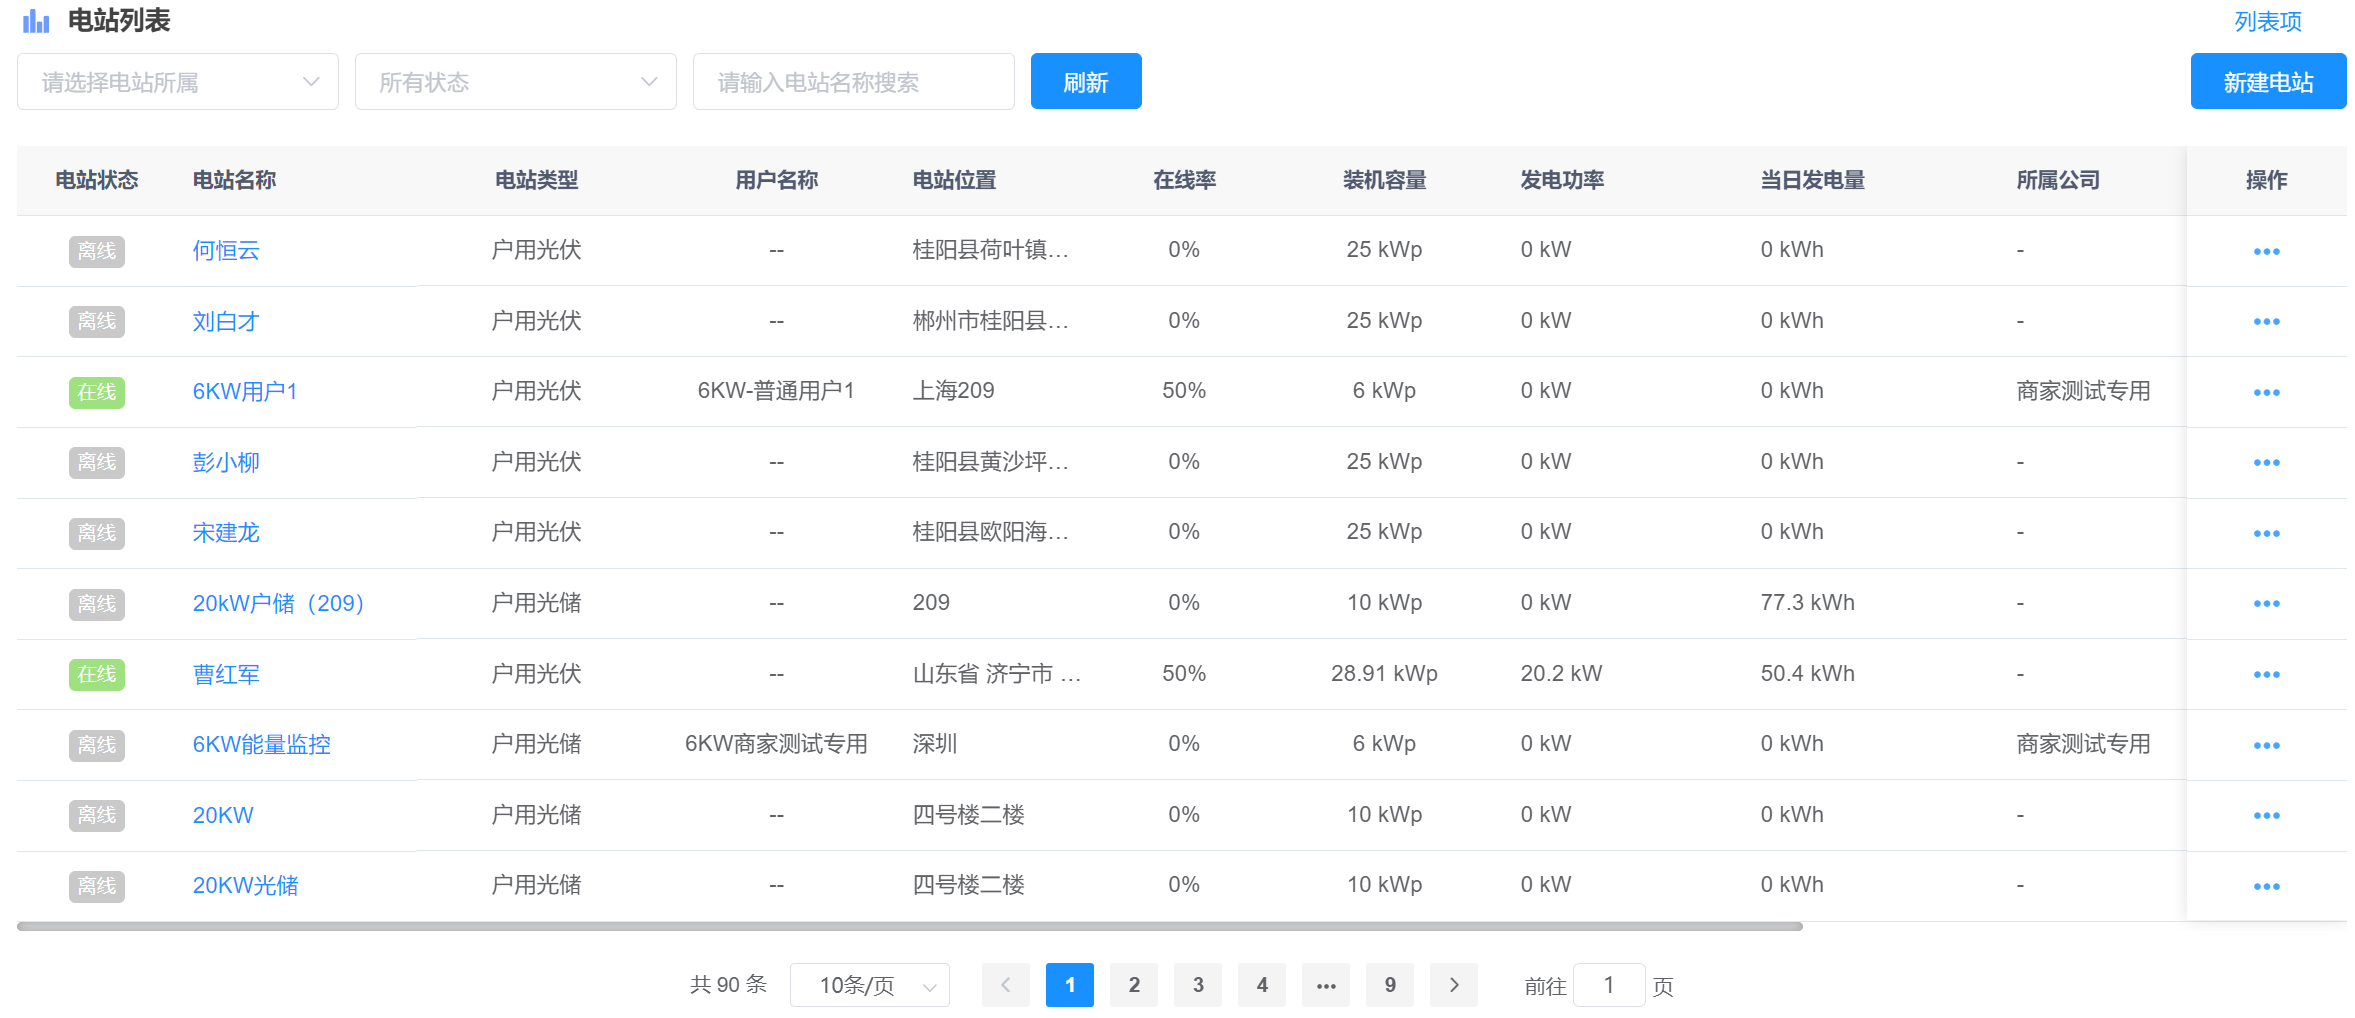 电站列表
列表项
请选择电站所属 所有状态 请输入电站名称搜索 刷新 新建电站
电站状态 电站名称 电站类型 用户名称 电站位置 在线率 装机容量 发电功率 当日发电量 所属公司 操作
离线 何恒云 户用光伏 -- 桂阳县荷叶镇... 0% 25 kWp 0 kW 0 kWh - •••
离线 刘白才 户用光伏 -- 郴州市桂阳县... 0% 25 kWp 0 kW 0 kWh - •••
在线 6KW用户1 户用光伏 6KW-普通用户1 上海209 50% 6 kWp 0 kW 0 kWh 商家测试专用 •••
离线 彭小柳 户用光伏 -- 桂阳县黄沙坪... 0% 25 kWp 0 kW 0 kWh - •••
离线 宋建龙 户用光伏 -- 桂阳县欧阳海... 0% 25 kWp 0 kW 0 kWh - •••
离线 20kW户储（209） 户用光储 -- 209 0% 10 kWp 0 kW 77.3 kWh - •••
在线 曹红军 户用光伏 -- 山东省 济宁市 ... 50% 28.91 kWp 20.2 kW 50.4 kWh - •••
离线 6KW能量监控 户用光储 6KW商家测试专用 深圳 0% 6 kWp 0 kW 0 kWh 商家测试专用 •••
离线 20KW 户用光储 -- 四号楼二楼 0% 10 kWp 0 kW 0 kWh - •••
离线 20KW光储 户用光储 -- 四号楼二楼 0% 10 kWp 0 kW 0 kWh - •••
共 90 条 10条/页 1 2 3 4 ••• 9 前往 1 页